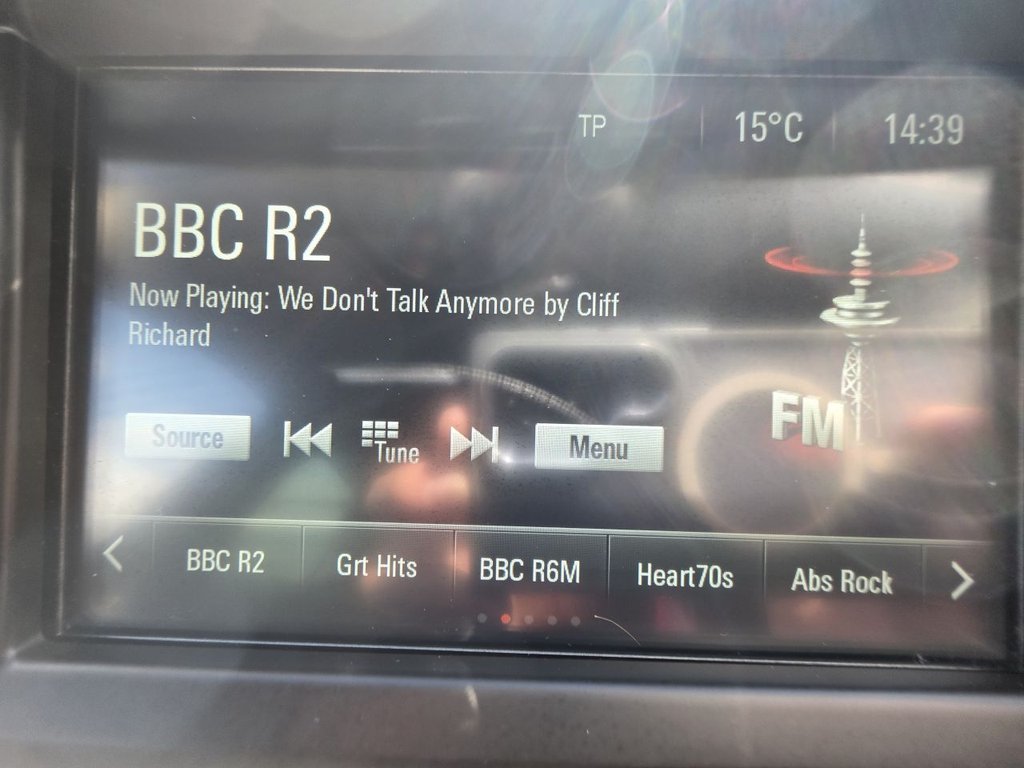 TP 15°C 14:39
BBC R2
Now Playing: We Don't Talk Anymore by Cliff
Richard
FM
Source Tune Menu
BBC R2 Grt Hits BBC R6M Heart70s Abs Rock